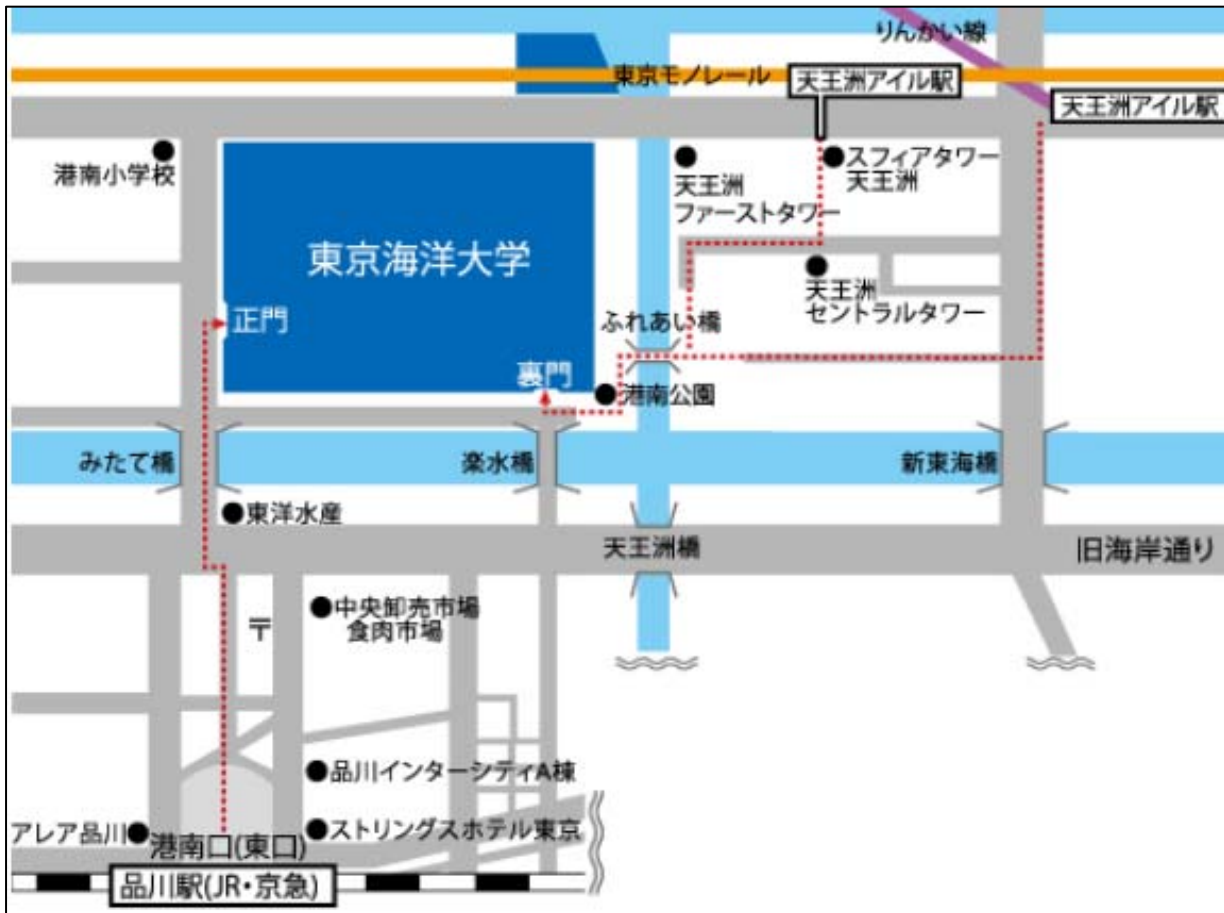 りんかい線
東京モノレール
天王洲アイル駅
天王洲アイル駅
港南小学校
天王洲
ファーストタワー
スフィアタワー
天王洲
東京海洋大学
天王洲
セントラルタワー
正門
ふれあい橋
裏門
港南公園
みたて橋
楽水橋
新東海橋
東洋水産
天王洲橋
旧海岸通り
〒
中央卸売市場
食肉市場
品川インターシティA棟
アレア品川
港南口(東口)
ストリングスホテル東京
品川駅(JR・京急)